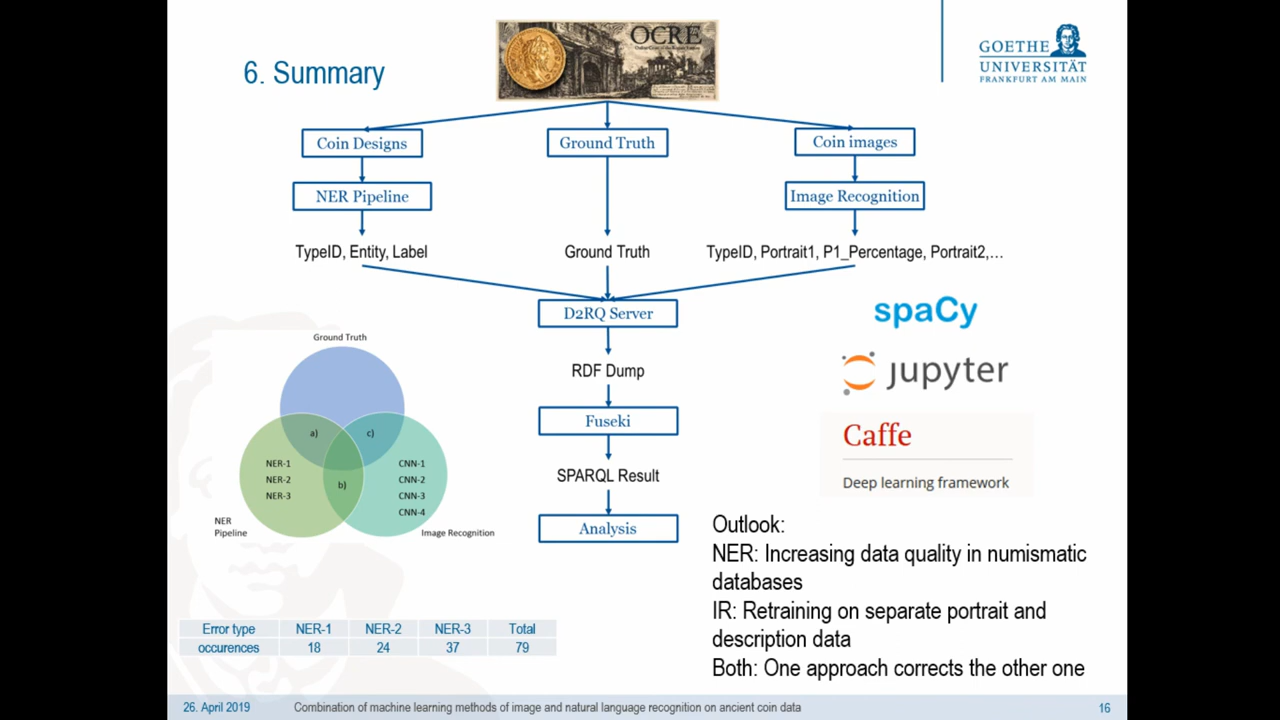 6. Summary
OCRE
GOETHE
UNIVERSITÄT
FRANKFURT AM MAIN
Coin Designs
Ground Truth
Coin images
NER Pipeline
Image Recognition
TypeID, Entity, Label
Ground Truth
TypeID, Portrait1, P1_Percentage, Portrait2,…
D2RQ Server
RDF Dump
Fuseki
SPARQL Result
Analysis
Ground Truth
a)
c)
b)
NER-1
NER-2
NER-3
CNN-1
CNN-2
CNN-3
CNN-4
NER
Pipeline
Image Recognition
spaCy
jupyter
Caffe
Deep learning framework
Outlook:
NER: Increasing data quality in numismatic
databases
IR: Retraining on separate portrait and
description data
Both: One approach corrects the other one
Error type NER-1 NER-2 NER-3 Total
occurences 18 24 37 79
26. April 2019
Combination of machine learning methods of image and natural language recognition on ancient coin data
16